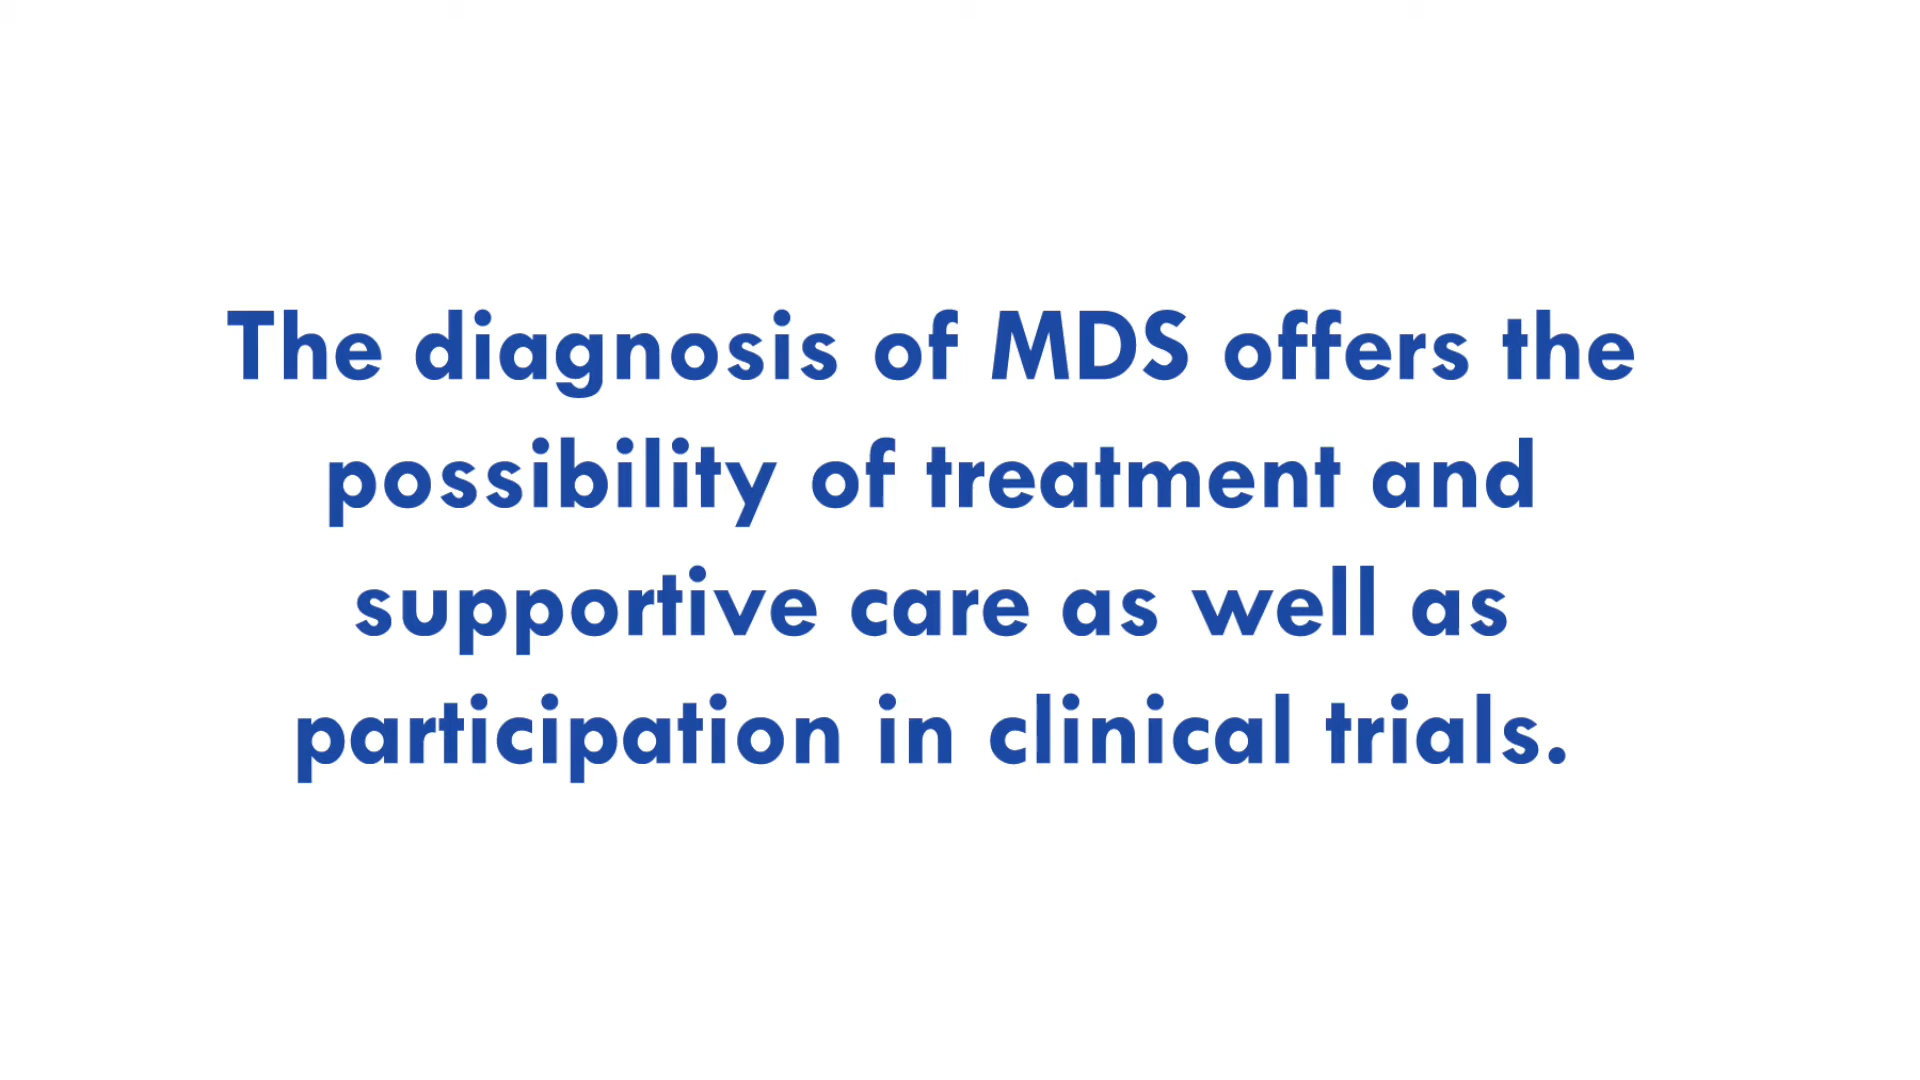 The diagnosis of MDS offers the
possibility of treatment and
supportive care as well as
participation in clinical trials.